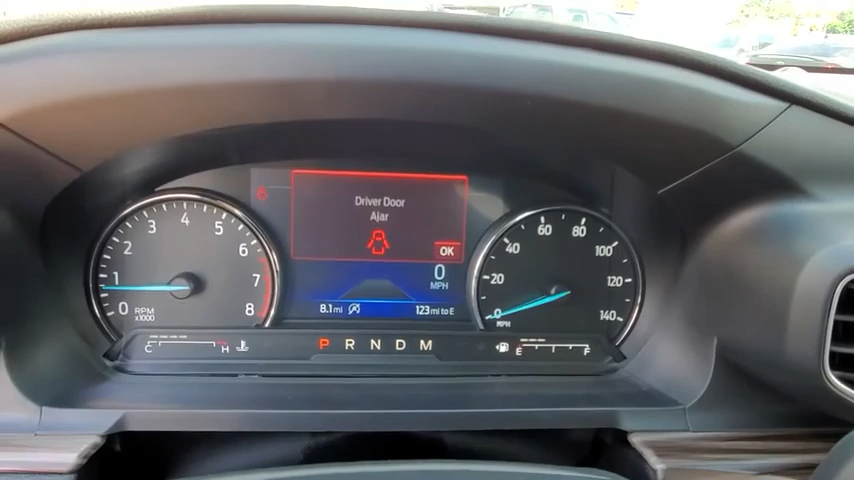 Driver Door
Ajar
OK
0
MPH
8.1 mi
123 mi to E
0 1 2 3 4 5 6 7 8
RPM
x1000
0 20 40 60 80 100 120 140
MPH
C H
P R N D M
E F